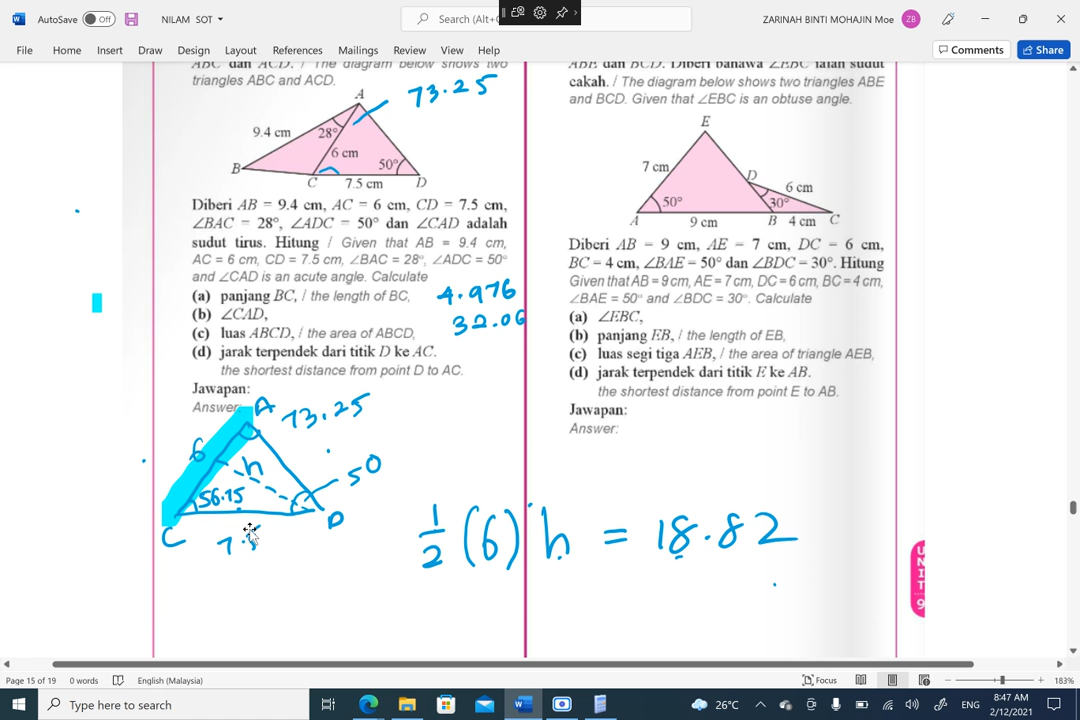 AutoSave Off NILAM SOT Search (Alt+ ZARINAH BINTI MOHAJIN Moe ZB
File Home Insert Draw Design Layout References Mailings Review View Help Comments Share
ABC dan ACD. / The diagram below shows two
triangles ABC and ACD.
73.25
A
9.4 cm 28°
6 cm 50°
B
C 7.5 cm D
Diberi AB = 9.4 cm, AC = 6 cm, CD = 7.5 cm,
∠BAC = 28°, ∠ADC = 50° dan ∠CAD adalah
sudut tirus. Hitung / Given that AB = 9.4 cm,
AC = 6 cm, CD = 7.5 cm, ∠BAC = 28°, ∠ADC = 50°
and ∠CAD is an acute angle. Calculate
(a) panjang BC, / the length of BC, 4.976
(b) ∠CAD, 32.06
(c) luas ABCD, / the area of ABCD,
(d) jarak terpendek dari titik D ke AC.
the shortest distance from point D to AC.
Jawapan:
Answer:
A 73.25
6 h 50
56.75
C 7.5 D
1/2 (6) h = 18.82
ABE dan BCD. Diberi bahawa ∠EBC ialah sudut
cakah. / The diagram below shows two triangles ABE
and BCD. Given that ∠EBC is an obtuse angle.
E
7 cm D
6 cm
50° 30°
A 9 cm B 4 cm C
Diberi AB = 9 cm, AE = 7 cm, DC = 6 cm,
BC = 4 cm, ∠BAE = 50° dan ∠BDC = 30°. Hitung
Given that AB = 9 cm, AE = 7 cm, DC = 6 cm, BC = 4 cm,
∠BAE = 50° and ∠BDC = 30°. Calculate
(a) ∠EBC,
(b) panjang EB, / the length of EB,
(c) luas segi tiga AEB, / the area of triangle AEB,
(d) jarak terpendek dari titik E ke AB.
the shortest distance from point E to AB.
Jawapan:
Answer:
UNIT
9
Page 15 of 19 0 words English (Malaysia) Focus 183%
Type here to search 26°C ENG 8:47 AM
2/12/2021